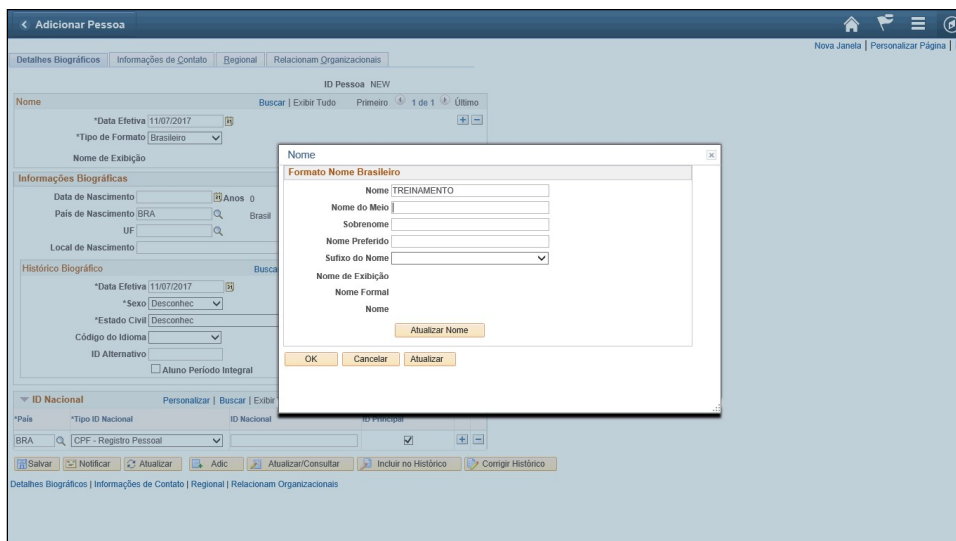 Adicionar Pessoa
Nova Janela | Personalizar Página |
Detalhes Biográficos Informações de Contato Regional Relacionam Organizacionais
ID Pessoa NEW
Nome Buscar | Exibir Tudo Primeiro 1 de 1 Último
*Data Efetiva 11/07/2017
*Tipo de Formato Brasileiro
Nome de Exibição
Informações Biográficas
Data de Nascimento Anos 0
País de Nascimento BRA Brasil
UF
Local de Nascimento
Histórico Biográfico Busca
*Data Efetiva 11/07/2017
*Sexo Desconhec
*Estado Civil Desconhec
Código do Idioma
ID Alternativo
Aluno Período Integral
ID Nacional Personalizar | Buscar | Exibir
*País *Tipo ID Nacional ID Nacional ID Principal
BRA CPF - Registro Pessoal
Salvar Notificar Atualizar Adic Atualizar/Consultar Incluir no Histórico Corrigir Histórico
Detalhes Biográficos | Informações de Contato | Regional | Relacionam Organizacionais
Nome
Formato Nome Brasileiro
Nome TREINAMENTO
Nome do Meio
Sobrenome
Nome Preferido
Sufixo do Nome
Nome de Exibição
Nome Formal
Nome
Atualizar Nome
OK Cancelar Atualizar